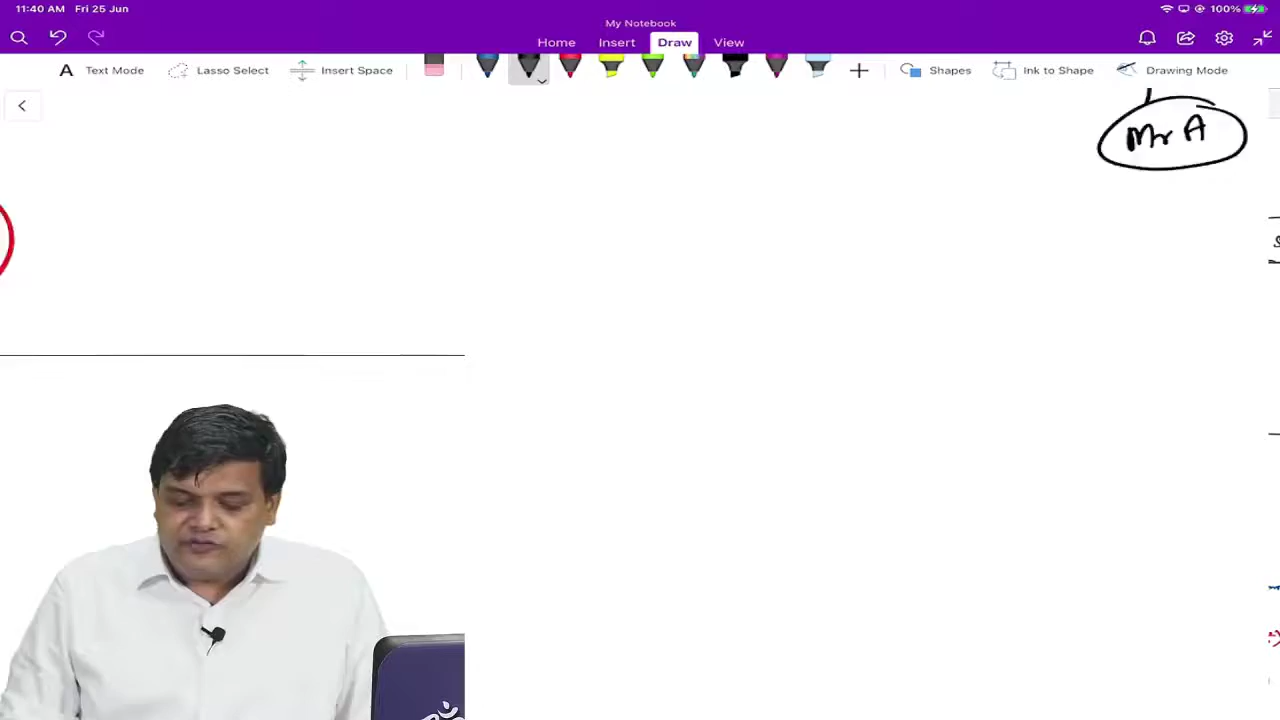 11:40 AM Fri 25 Jun
100%
My Notebook
Home Insert Draw View
A Text Mode Lasso Select Insert Space Shapes Ink to Shape Drawing Mode
Mr A